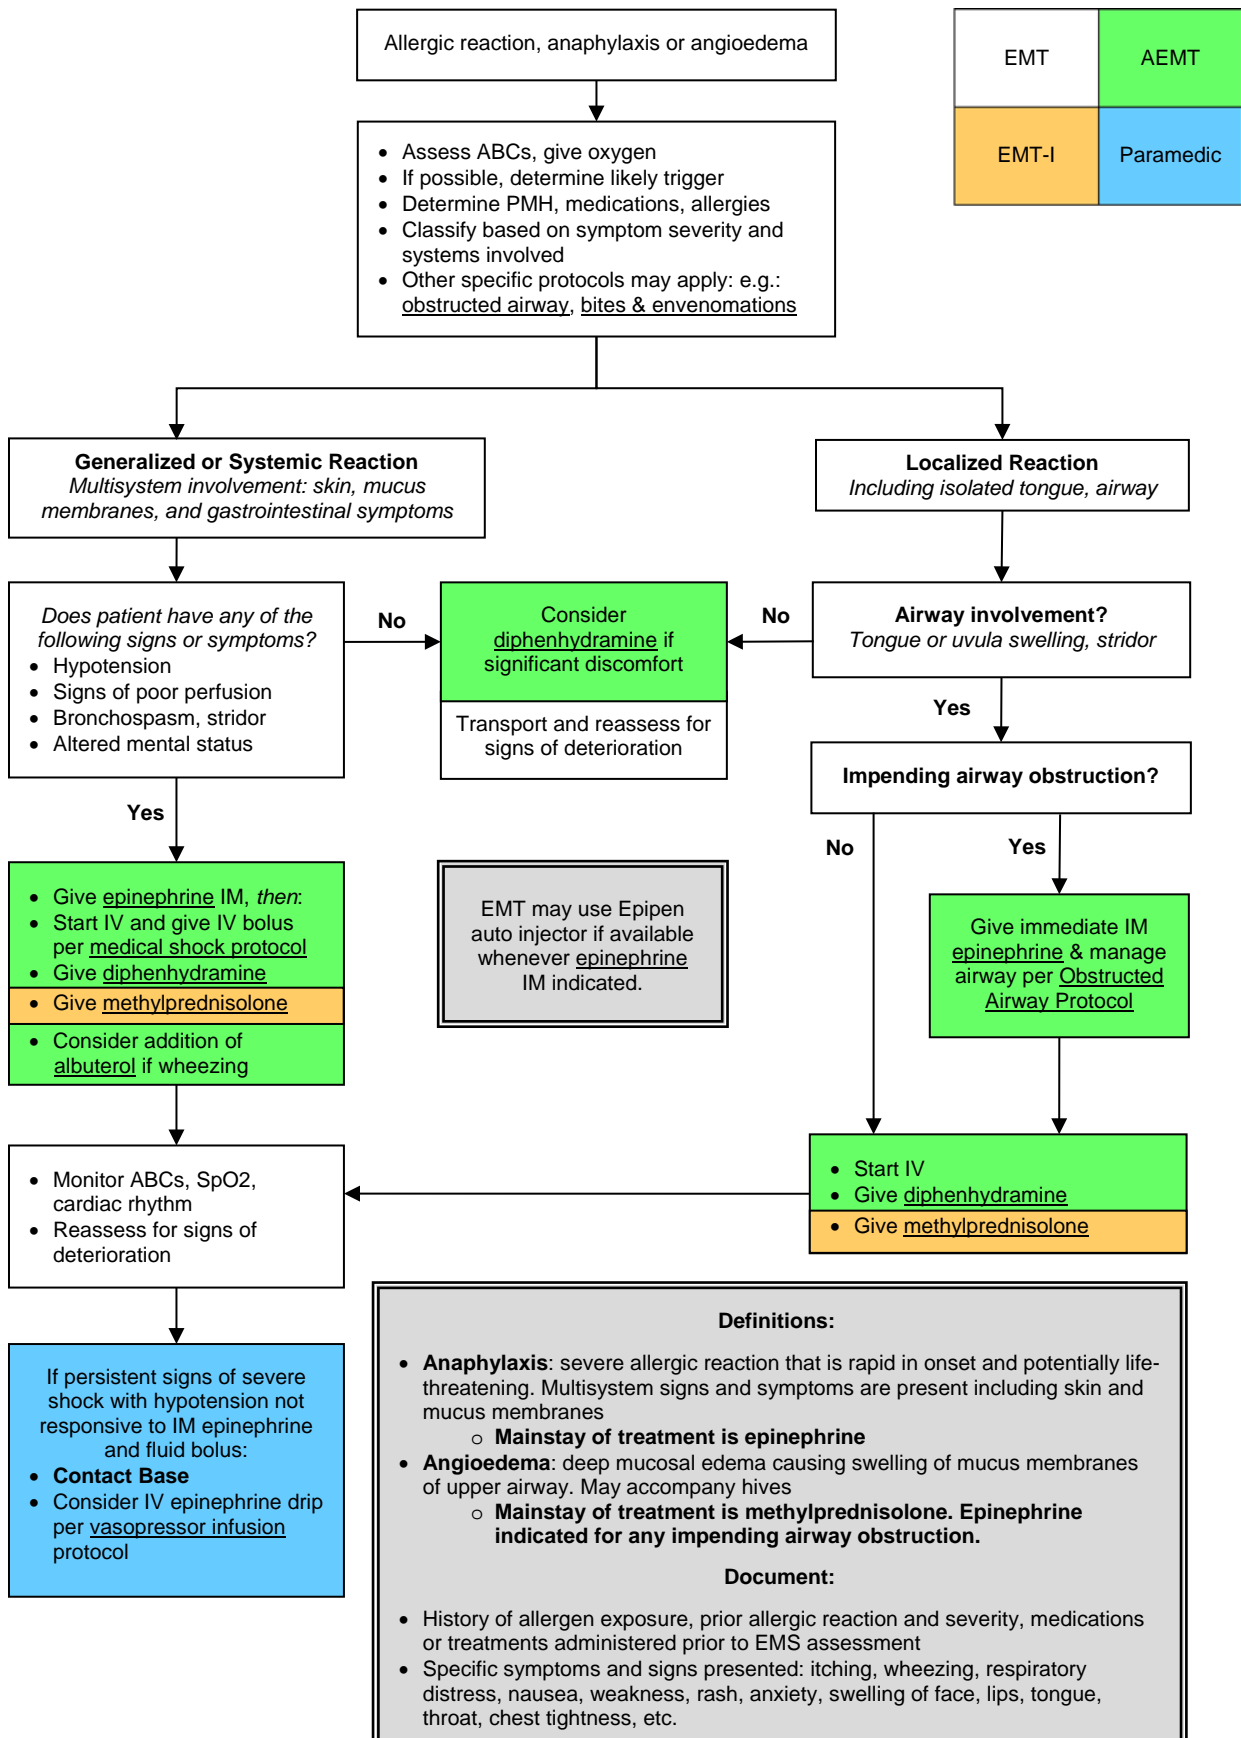 Allergic reaction, anaphylaxis or angioedema
EMT
AEMT
EMT-I
Paramedic
• Assess ABCs, give oxygen
• If possible, determine likely trigger
• Determine PMH, medications, allergies
• Classify based on symptom severity and
systems involved
• Other specific protocols may apply: e.g.:
obstructed airway, bites & envenomations
Generalized or Systemic Reaction
Multisystem involvement: skin, mucus
membranes, and gastrointestinal symptoms
Localized Reaction
Including isolated tongue, airway
Does patient have any of the
following signs or symptoms?
• Hypotension
• Signs of poor perfusion
• Bronchospasm, stridor
• Altered mental status
No
Consider
diphenhydramine if
significant discomfort
Transport and reassess for
signs of deterioration
No
Airway involvement?
Tongue or uvula swelling, stridor
Yes
Impending airway obstruction?
Yes
No
Yes
• Give epinephrine IM, then:
• Start IV and give IV bolus
per medical shock protocol
• Give diphenhydramine
• Give methylprednisolone
• Consider addition of
albuterol if wheezing
EMT may use Epipen
auto injector if available
whenever epinephrine
IM indicated.
Give immediate IM
epinephrine & manage
airway per Obstructed
Airway Protocol
• Monitor ABCs, SpO2,
cardiac rhythm
• Reassess for signs of
deterioration
• Start IV
• Give diphenhydramine
• Give methylprednisolone
If persistent signs of severe
shock with hypotension not
responsive to IM epinephrine
and fluid bolus:
• Contact Base
• Consider IV epinephrine drip
per vasopressor infusion
protocol
Definitions:
• Anaphylaxis: severe allergic reaction that is rapid in onset and potentially life-
threatening. Multisystem signs and symptoms are present including skin and
mucus membranes
o Mainstay of treatment is epinephrine
• Angioedema: deep mucosal edema causing swelling of mucus membranes
of upper airway. May accompany hives
o Mainstay of treatment is methylprednisolone. Epinephrine
indicated for any impending airway obstruction.
Document:
• History of allergen exposure, prior allergic reaction and severity, medications
or treatments administered prior to EMS assessment
• Specific symptoms and signs presented: itching, wheezing, respiratory
distress, nausea, weakness, rash, anxiety, swelling of face, lips, tongue,
throat, chest tightness, etc.